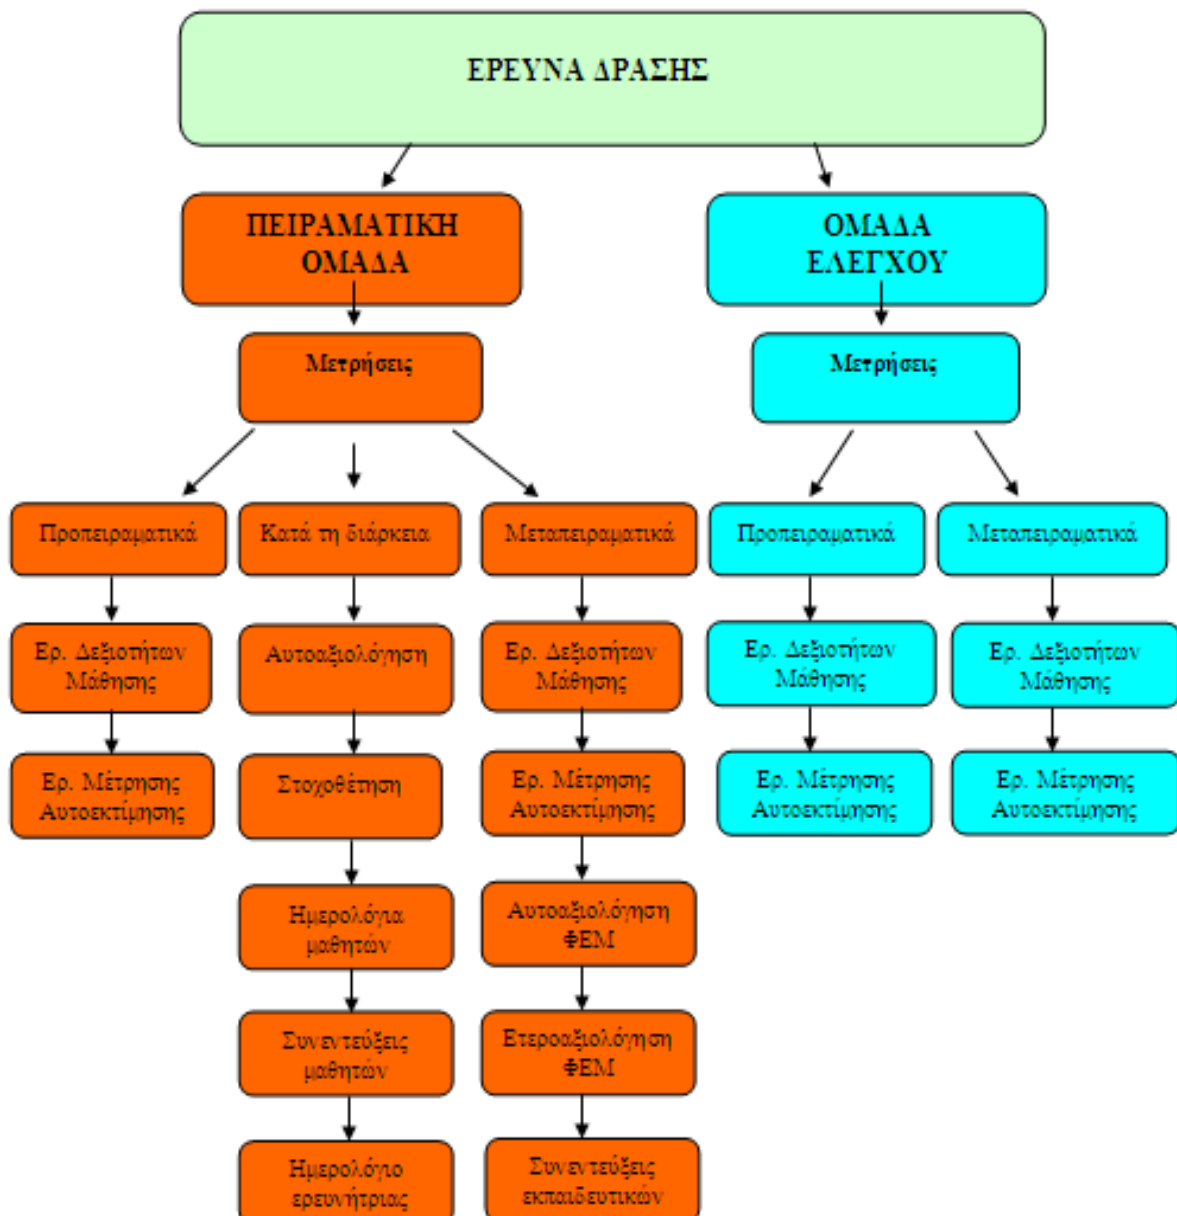 ΕΡΕΥΝΑ ΔΡΑΣΗΣ
ΠΕΙΡΑΜΑΤΙΚΗ
ΟΜΑΔΑ
ΟΜΑΔΑ
ΕΛΕΓΧΟΥ
Μετρήσεις
Μετρήσεις
Προπειραματικά
Κατά τη διάρκεια
Μεταπειραματικά
Προπειραματικά
Μεταπειραματικά
Ερ. Δεξιοτήτων
Μάθησης
Αυτοαξιολόγηση
Ερ. Δεξιοτήτων
Μάθησης
Ερ. Δεξιοτήτων
Μάθησης
Ερ. Δεξιοτήτων
Μάθησης
Ερ. Μέτρησης
Αυτοεκτίμησης
Στοχοθέτηση
Ερ. Μέτρησης
Αυτοεκτίμησης
Ερ. Μέτρησης
Αυτοεκτίμησης
Ερ. Μέτρησης
Αυτοεκτίμησης
Ημερολόγια
μαθητών
Αυτοαξιολόγηση
ΦΕΜ
Συνεντεύξεις
μαθητών
Ετεροαξιολόγηση
ΦΕΜ
Ημερολόγιο
ερευνήτριας
Συνεντεύξεις
εκπαιδευτικών